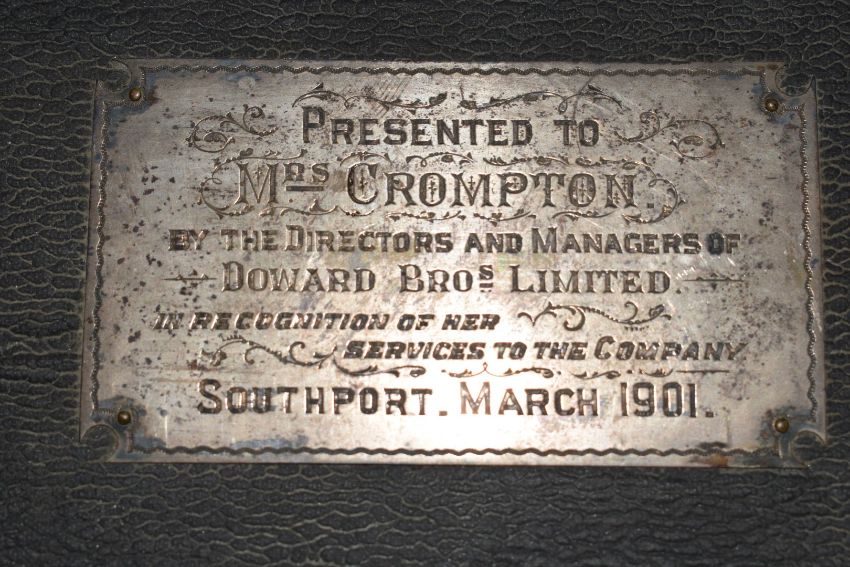 PRESENTED TO
MRS CROMPTON.
BY THE DIRECTORS AND MANAGERS OF
DOWARD BROS LIMITED.
IN RECOGNITION OF HER
SERVICES TO THE COMPANY.
SOUTHPORT. MARCH 1901.